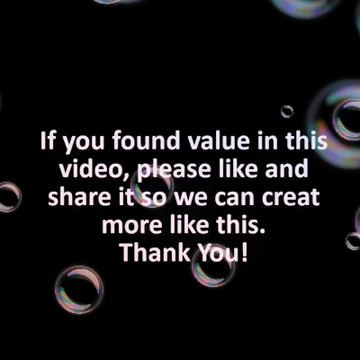 If you found value in this
video, please like and
share it so we can creat
more like this.
Thank You!